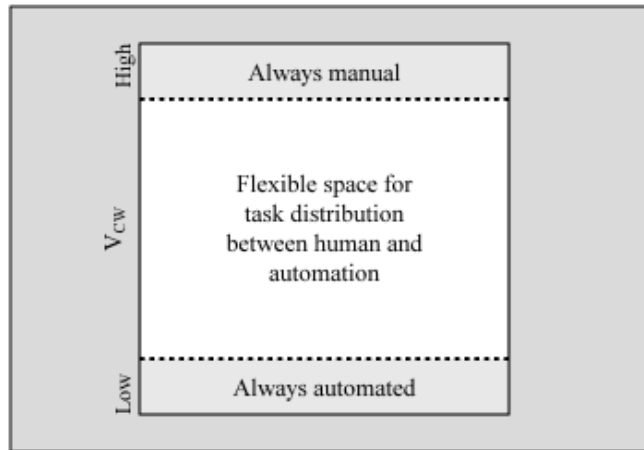 High
Always manual
Flexible space for
task distribution
between human and
automation
V_CW
Low
Always automated